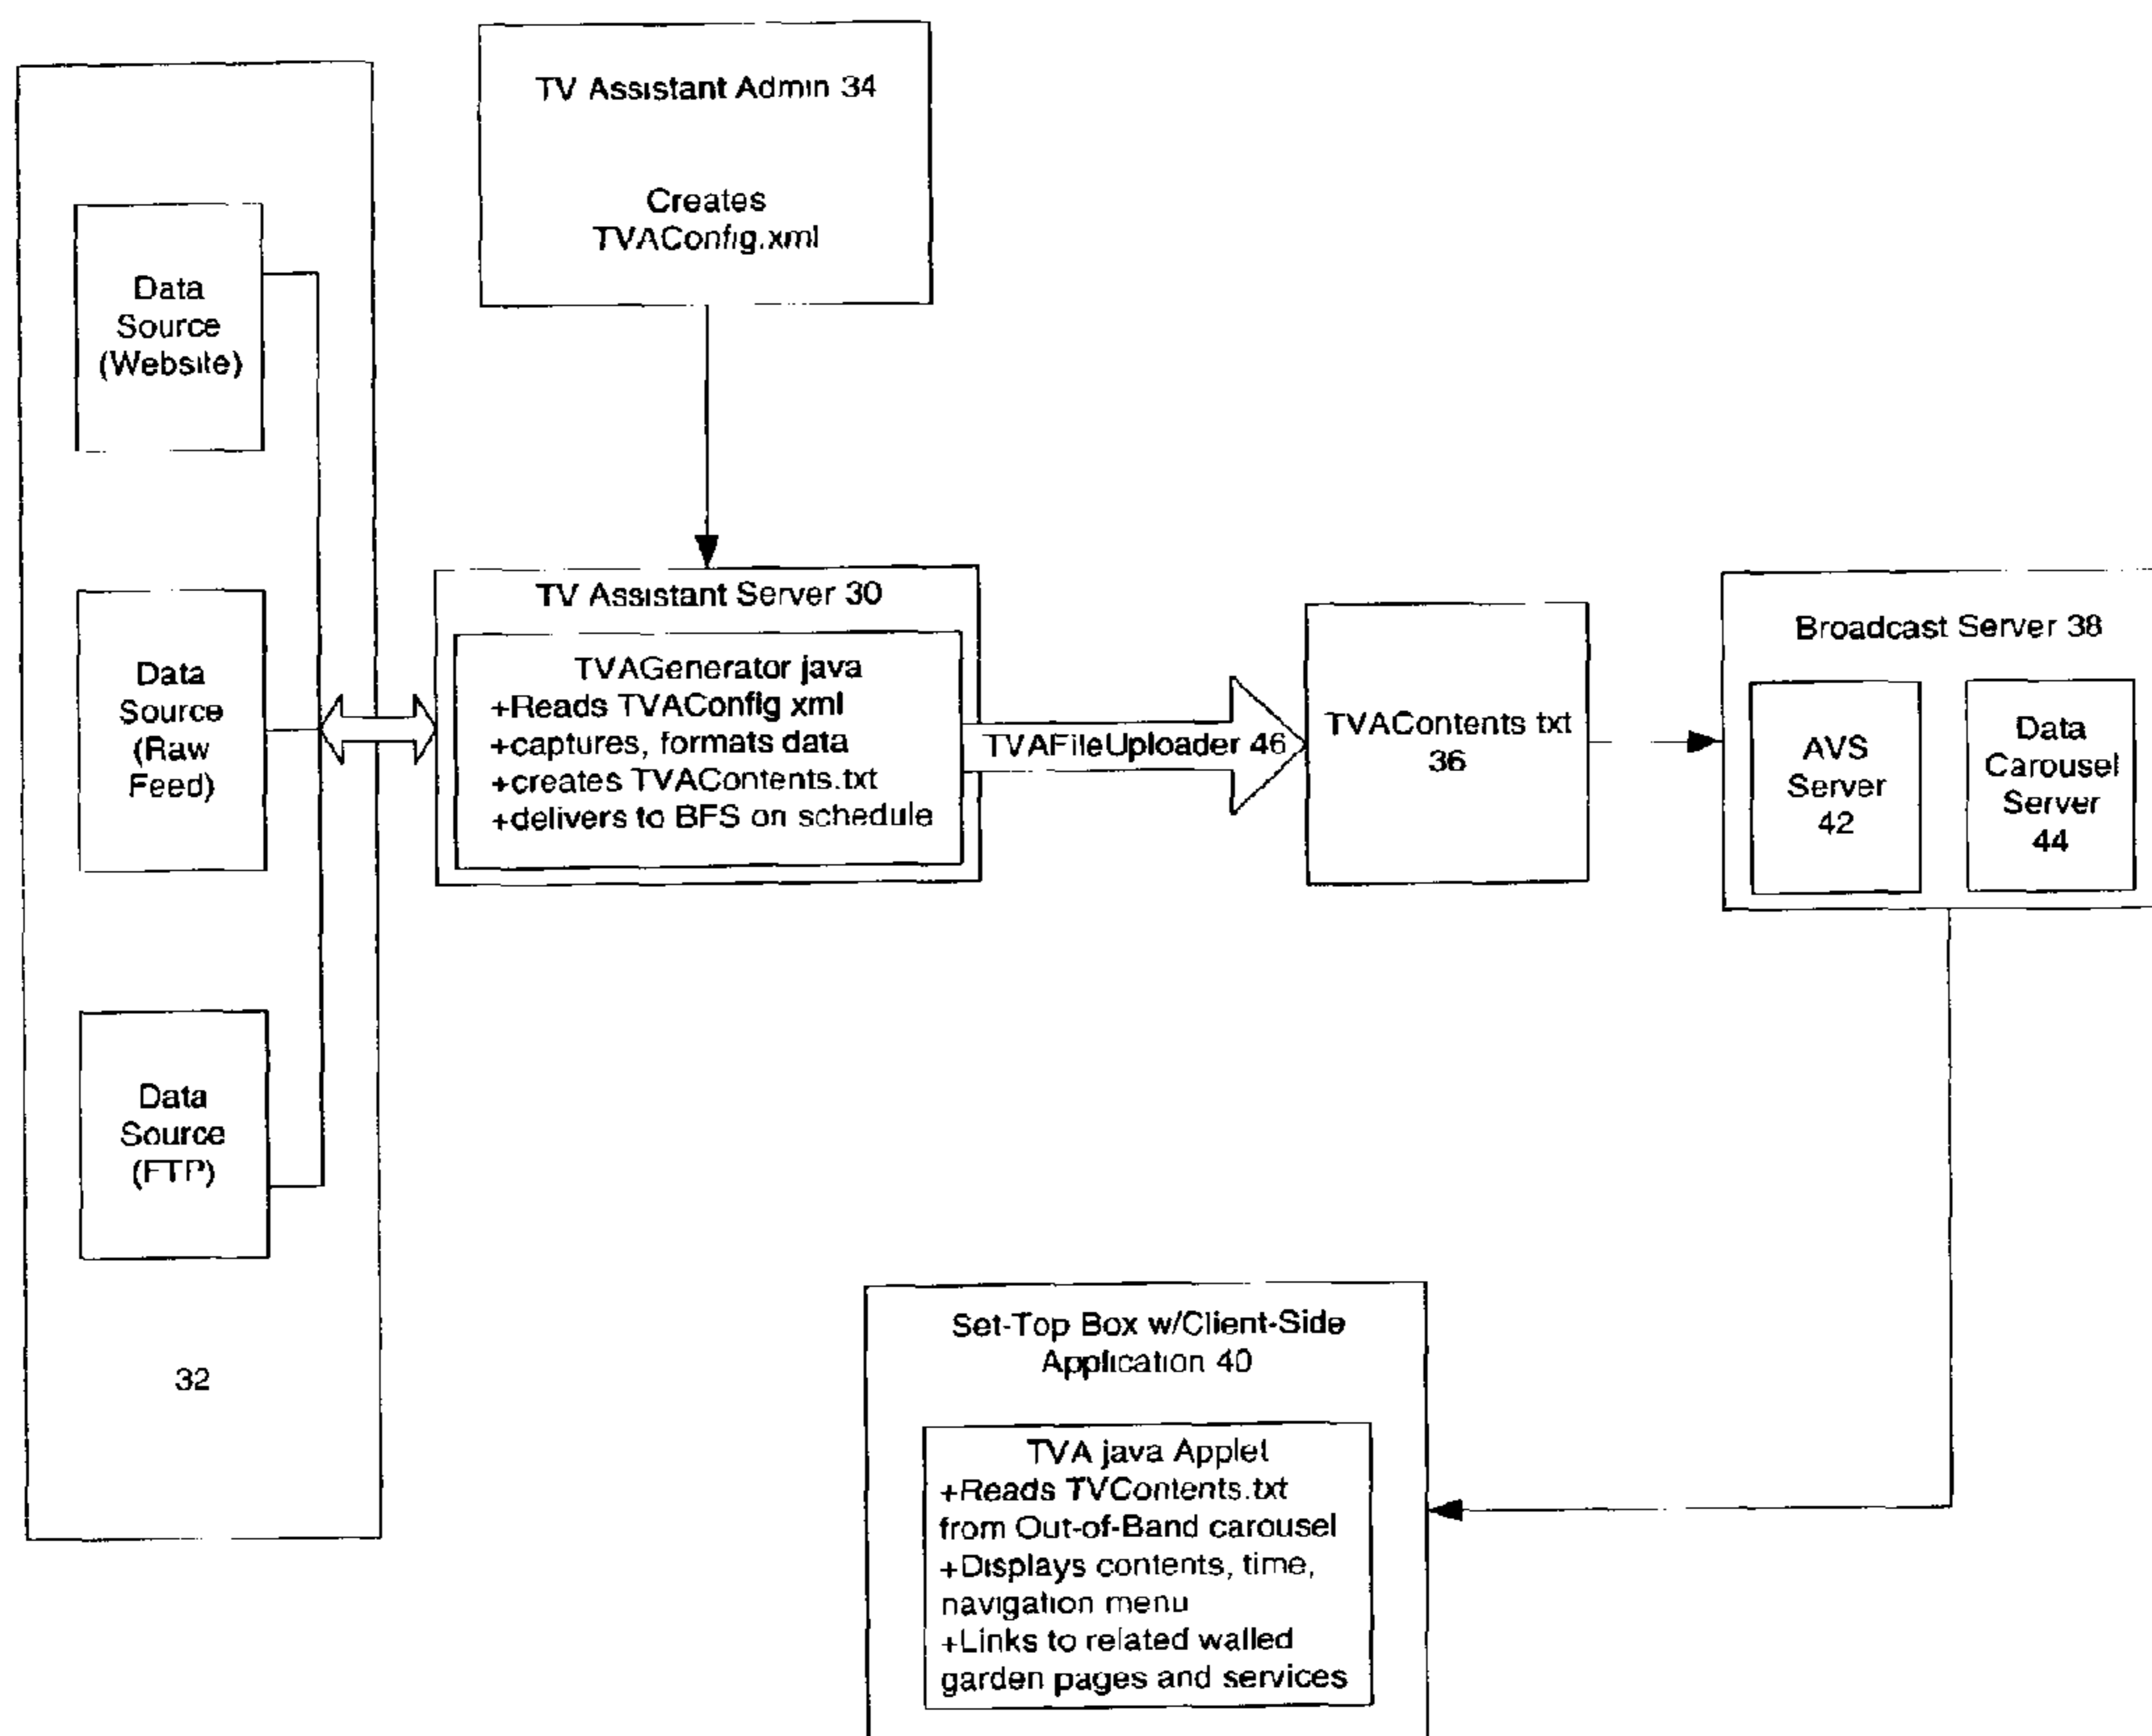 TV Assistant Admin 34
Creates
TVAConfig.xml
Data
Source
(Website)
Data
Source
(Raw
Feed)
Data
Source
(FTP)
32
TV Assistant Server 30
TVAGenerator java
+Reads TVAConfig xml
+captures, formats data
+creates TVAContents.txt
+delivers to BFS on schedule
TVAFileUploader 46
TVAContents txt
36
Broadcast Server 38
AVS
Server
42
Data
Carousel
Server
44
Set-Top Box w/Client-Side
Application 40
TVA java Applet
+Reads TVContents.txt
from Out-of-Band carousel
+Displays contents, time,
navigation menu
+Links to related walled
garden pages and services